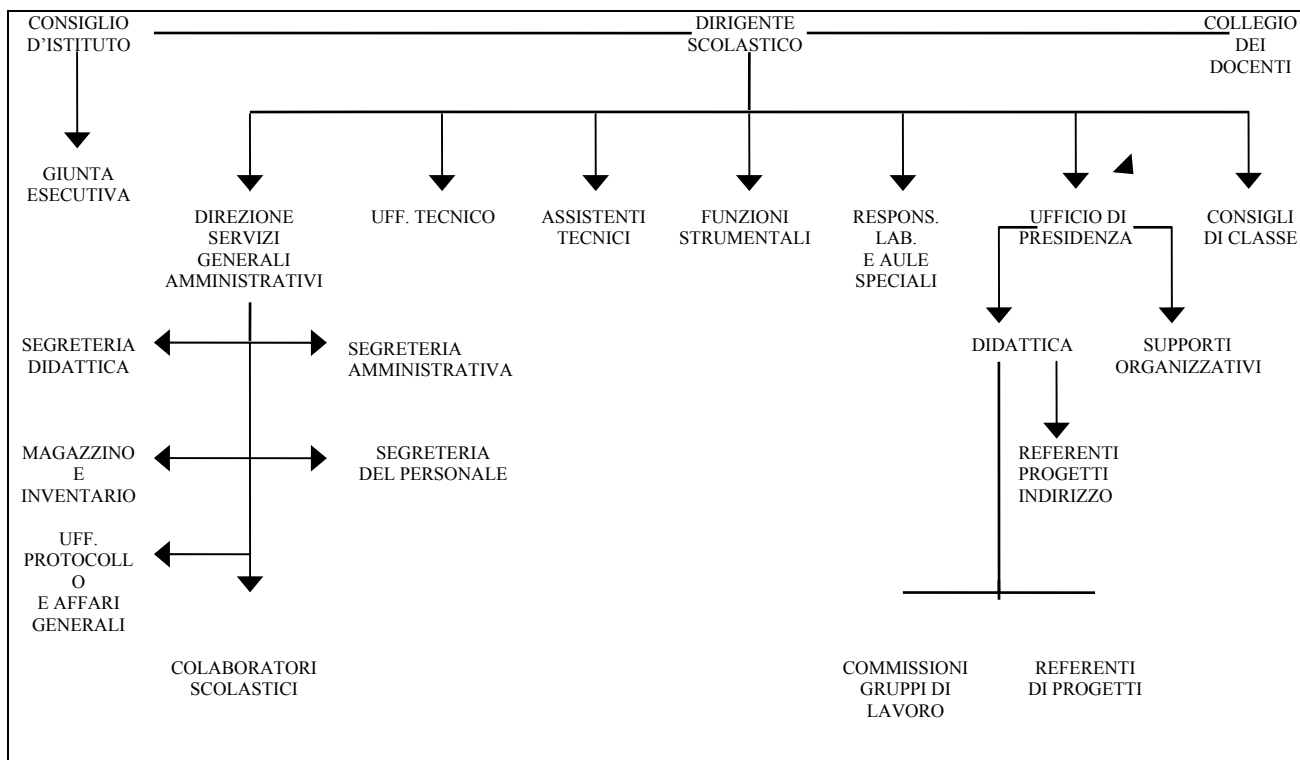 CONSIGLIO
D’ISTITUTO
DIRIGENTE
SCOLASTICO
COLLEGIO
DEI
DOCENTI
GIUNTA
ESECUTIVA
DIREZIONE
SERVIZI
GENERALI
AMMINISTRATIVI
UFF. TECNICO
ASSISTENTI
TECNICI
FUNZIONI
STRUMENTALI
RESPONS.
LAB.
E AULE
SPECIALI
UFFICIO DI
PRESIDENZA
CONSIGLI
DI CLASSE
SEGRETERIA
DIDATTICA
SEGRETERIA
AMMINISTRATIVA
DIDATTICA
SUPPORTI
ORGANIZZATIVI
MAGAZZINO
E
INVENTARIO
SEGRETERIA
DEL PERSONALE
REFERENTI
PROGETTI
INDIRIZZO
UFF.
PROTOCOLL
O
E AFFARI
GENERALI
COLABORATORI
SCOLASTICI
COMMISSIONI
GRUPPI DI
LAVORO
REFERENTI
DI PROGETTI